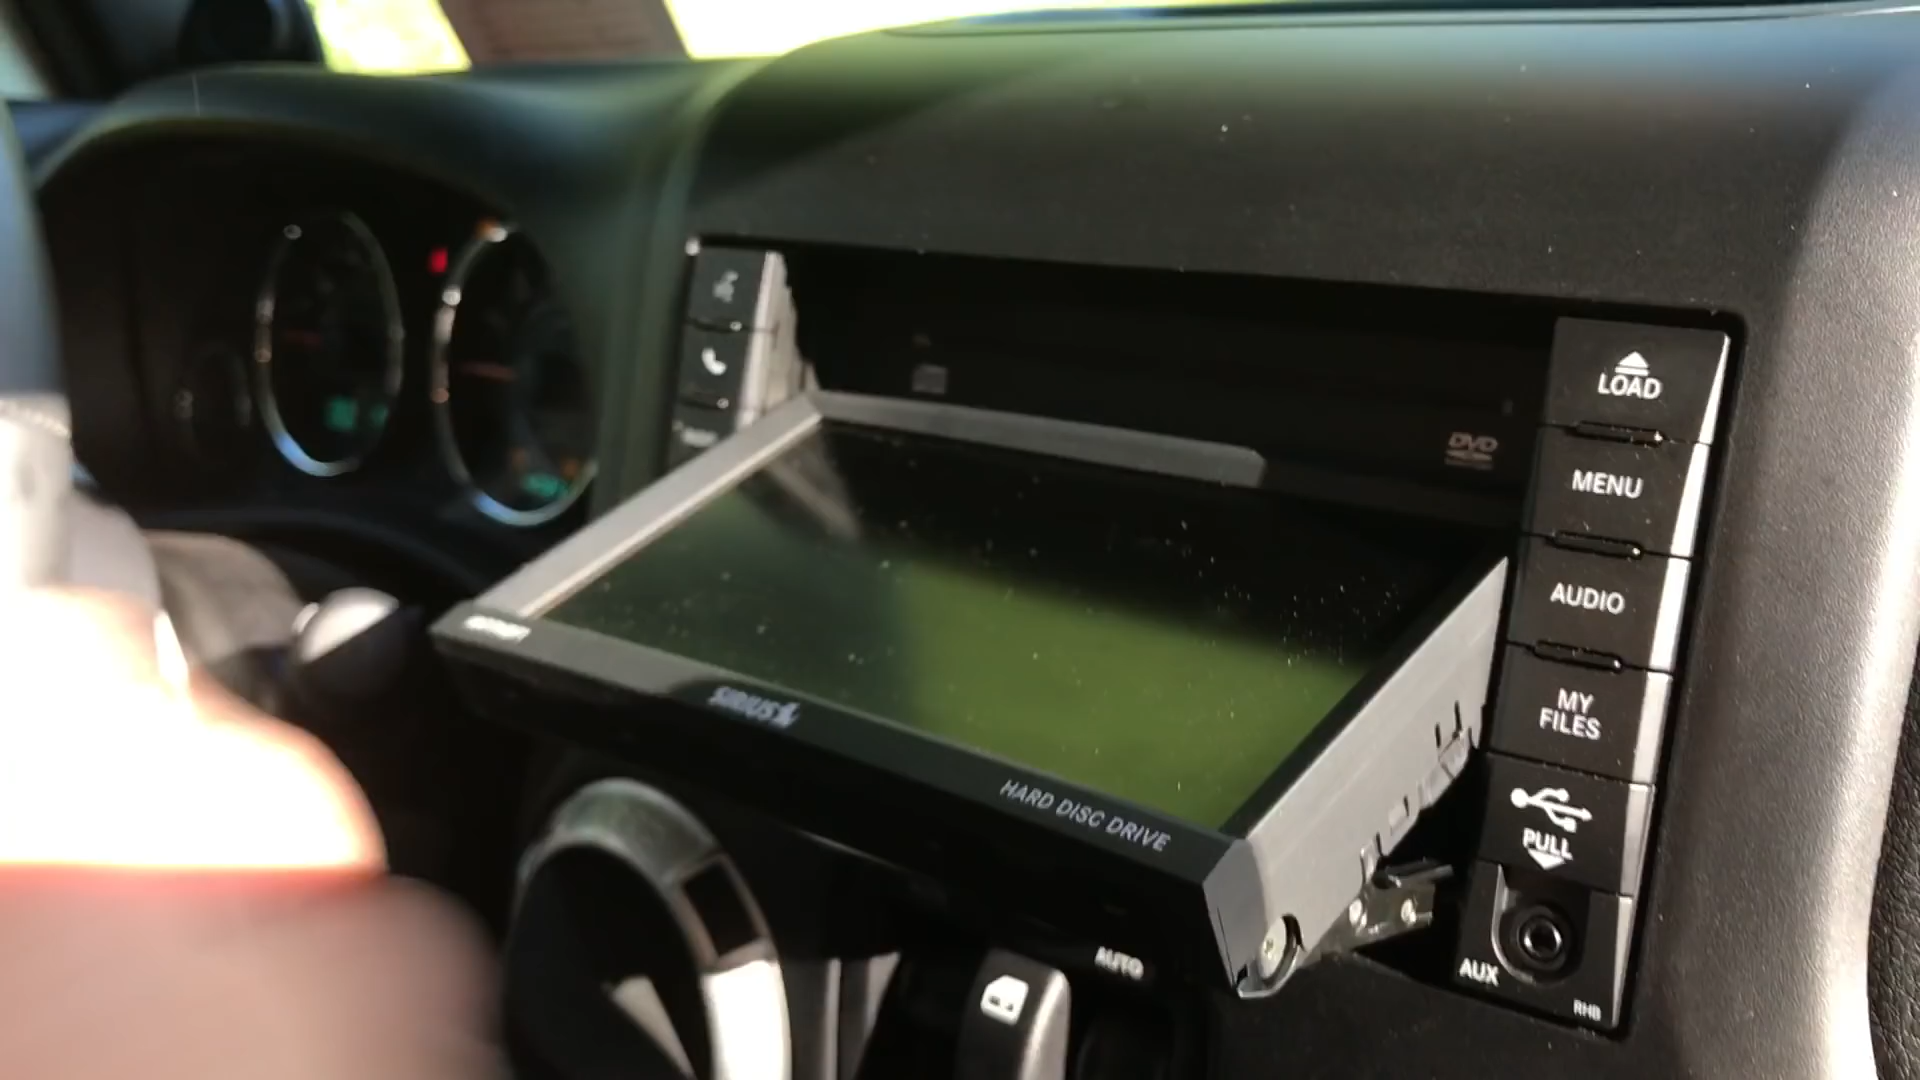 LOAD
DVD
MENU
AUDIO
MY
FILES
PULL
SIRIUS
HARD DISC DRIVE
AUTO
AUX
RHB